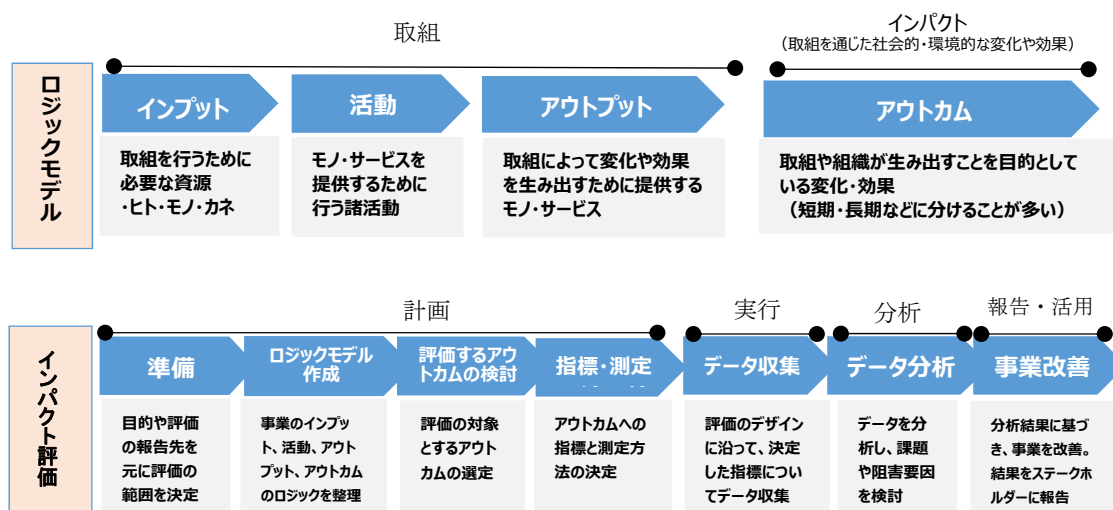 取組
インパクト
(取組を通じた社会的・環境的な変化や効果)
ロジックモデル
インプット
活動
アウトプット
アウトカム
取組を行うために
必要な資源
・ヒト・モノ・カネ
モノ・サービスを
提供するために
行う諸活動
取組によって変化や効果
を生み出すために提供する
モノ・サービス
取組や組織が生み出すことを目的として
いる変化・効果
(短期・長期などに分けることが多い)
計画
実行
分析
報告・活用
インパクト評価
準備
ロジックモデル
作成
評価するアウ
トカムの検討
指標・測定
データ収集
データ分析
事業改善
目的や評価
の報告先を
元に評価の
範囲を決定
事業のインプッ
ト、活動、アウト
プット、アウトカム
のロジックを整理
評価の対象
とするアウト
カムの選定
アウトカムへの
指標と測定方
法の決定
評価のデザイン
に沿って、決定
した指標につい
てデータ収集
データを分
析し、課題
や阻害要因
を検討
分析結果に基づ
き、事業を改善。
結果をステークホ
ルダーに報告